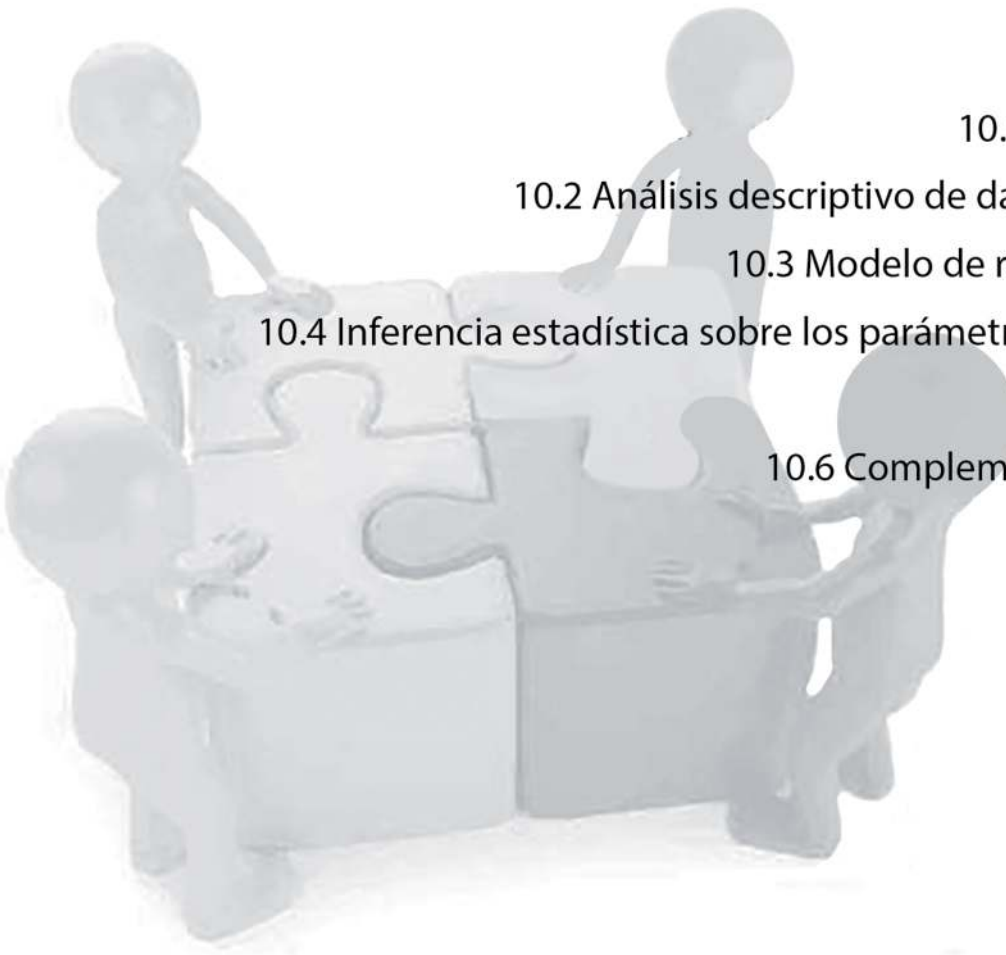 10.
10.2 Análisis descriptivo de da
10.3 Modelo de r
10.4 Inferencia estadística sobre los parámetr
10.6 Complem